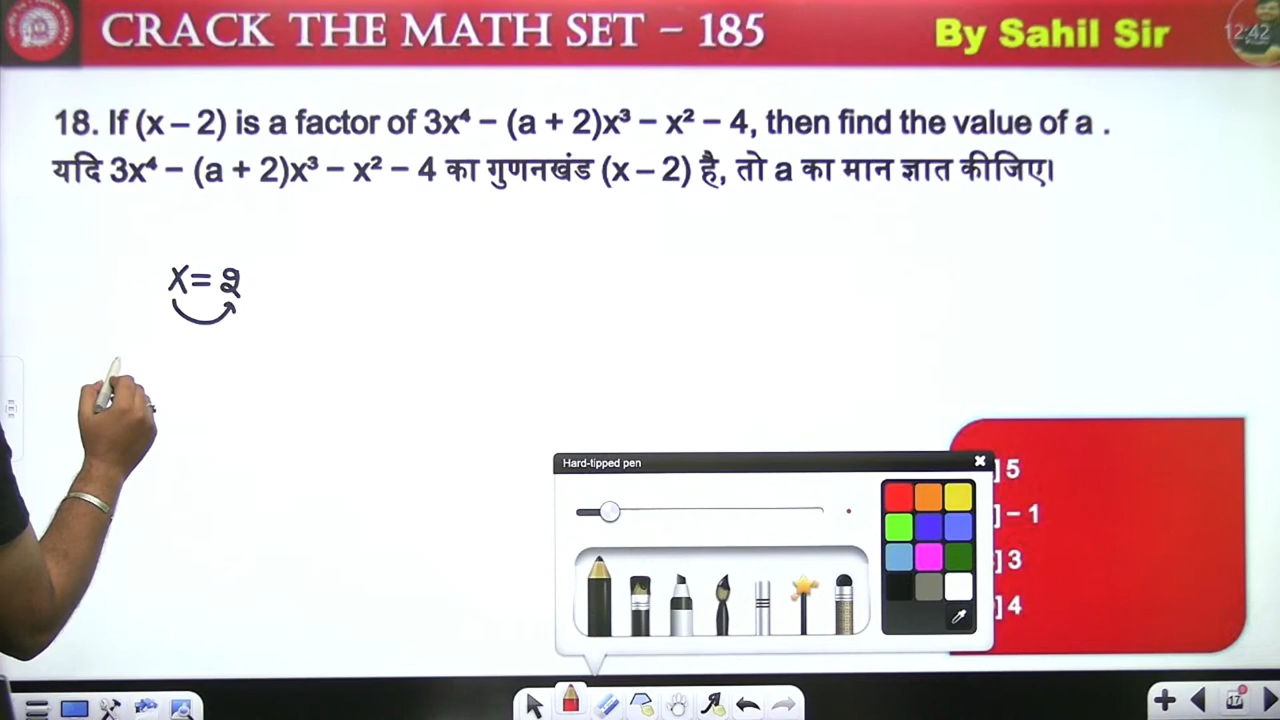 CRACK THE MATH SET – 185
By Sahil Sir
12:42
18. If (x – 2) is a factor of 3x⁴ − (a + 2)x³ − x² − 4, then find the value of a .
यदि 3x⁴ − (a + 2)x³ − x² − 4 का गुणनखंड (x – 2) है, तो a का मान ज्ञात कीजिए।
x = 2
Hard-tipped pen
] 5
] – 1
] 3
] 4
17